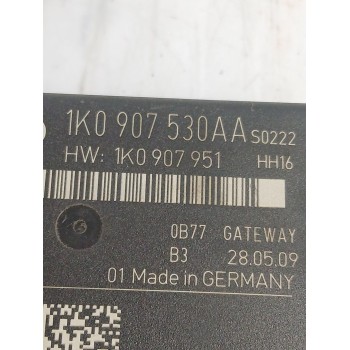 1K0 907 530AA S0222
HW: 1K0 907 951 HH16
0B77 GATEWAY
B3 28.05.09
01 Made in GERMANY